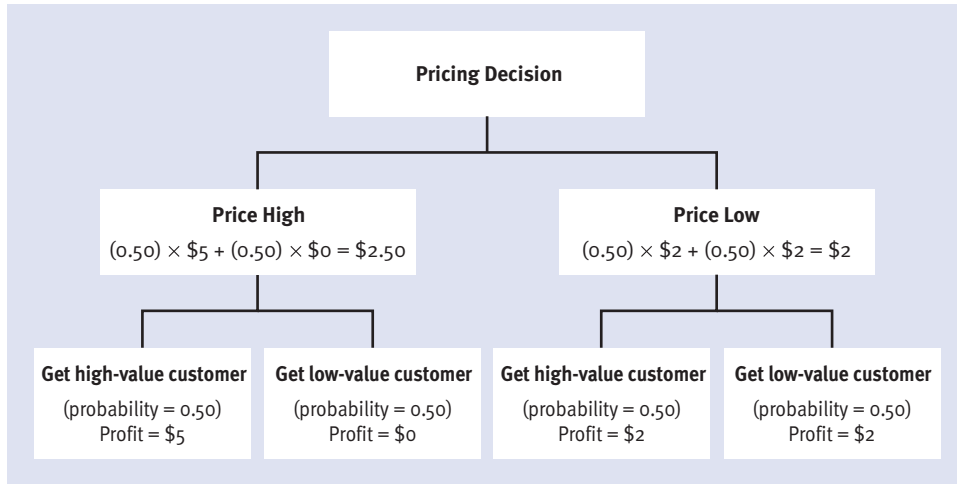 Pricing Decision
Price High
(0.50) × $5 + (0.50) × $0 = $2.50
Price Low
(0.50) × $2 + (0.50) × $2 = $2
Get high-value customer
(probability = 0.50)
Profit = $5
Get low-value customer
(probability = 0.50)
Profit = $0
Get high-value customer
(probability = 0.50)
Profit = $2
Get low-value customer
(probability = 0.50)
Profit = $2